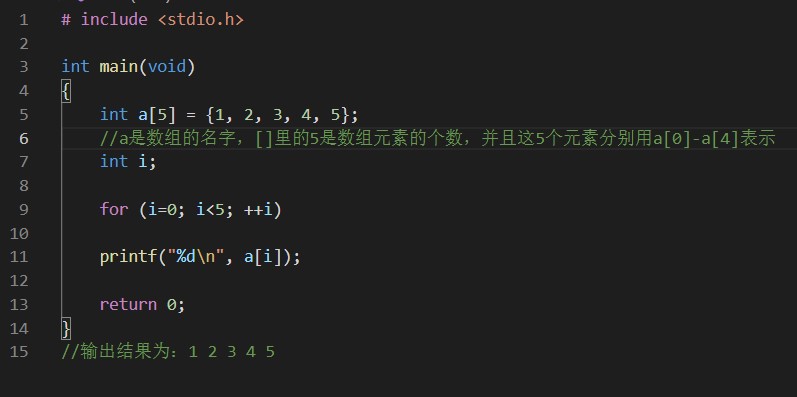 1 # include <stdio.h>
2
3 int main(void)
4 {
5 int a[5] = {1, 2, 3, 4, 5};
6 //a是数组的名字，[]里的5是数组元素的个数，并且这5个元素分别用a[0]-a[4]表示
7 int i;
8
9 for (i=0; i<5; ++i)
10
11 printf("%d\n", a[i]);
12
13 return 0;
14 }
15 //输出结果为：1 2 3 4 5